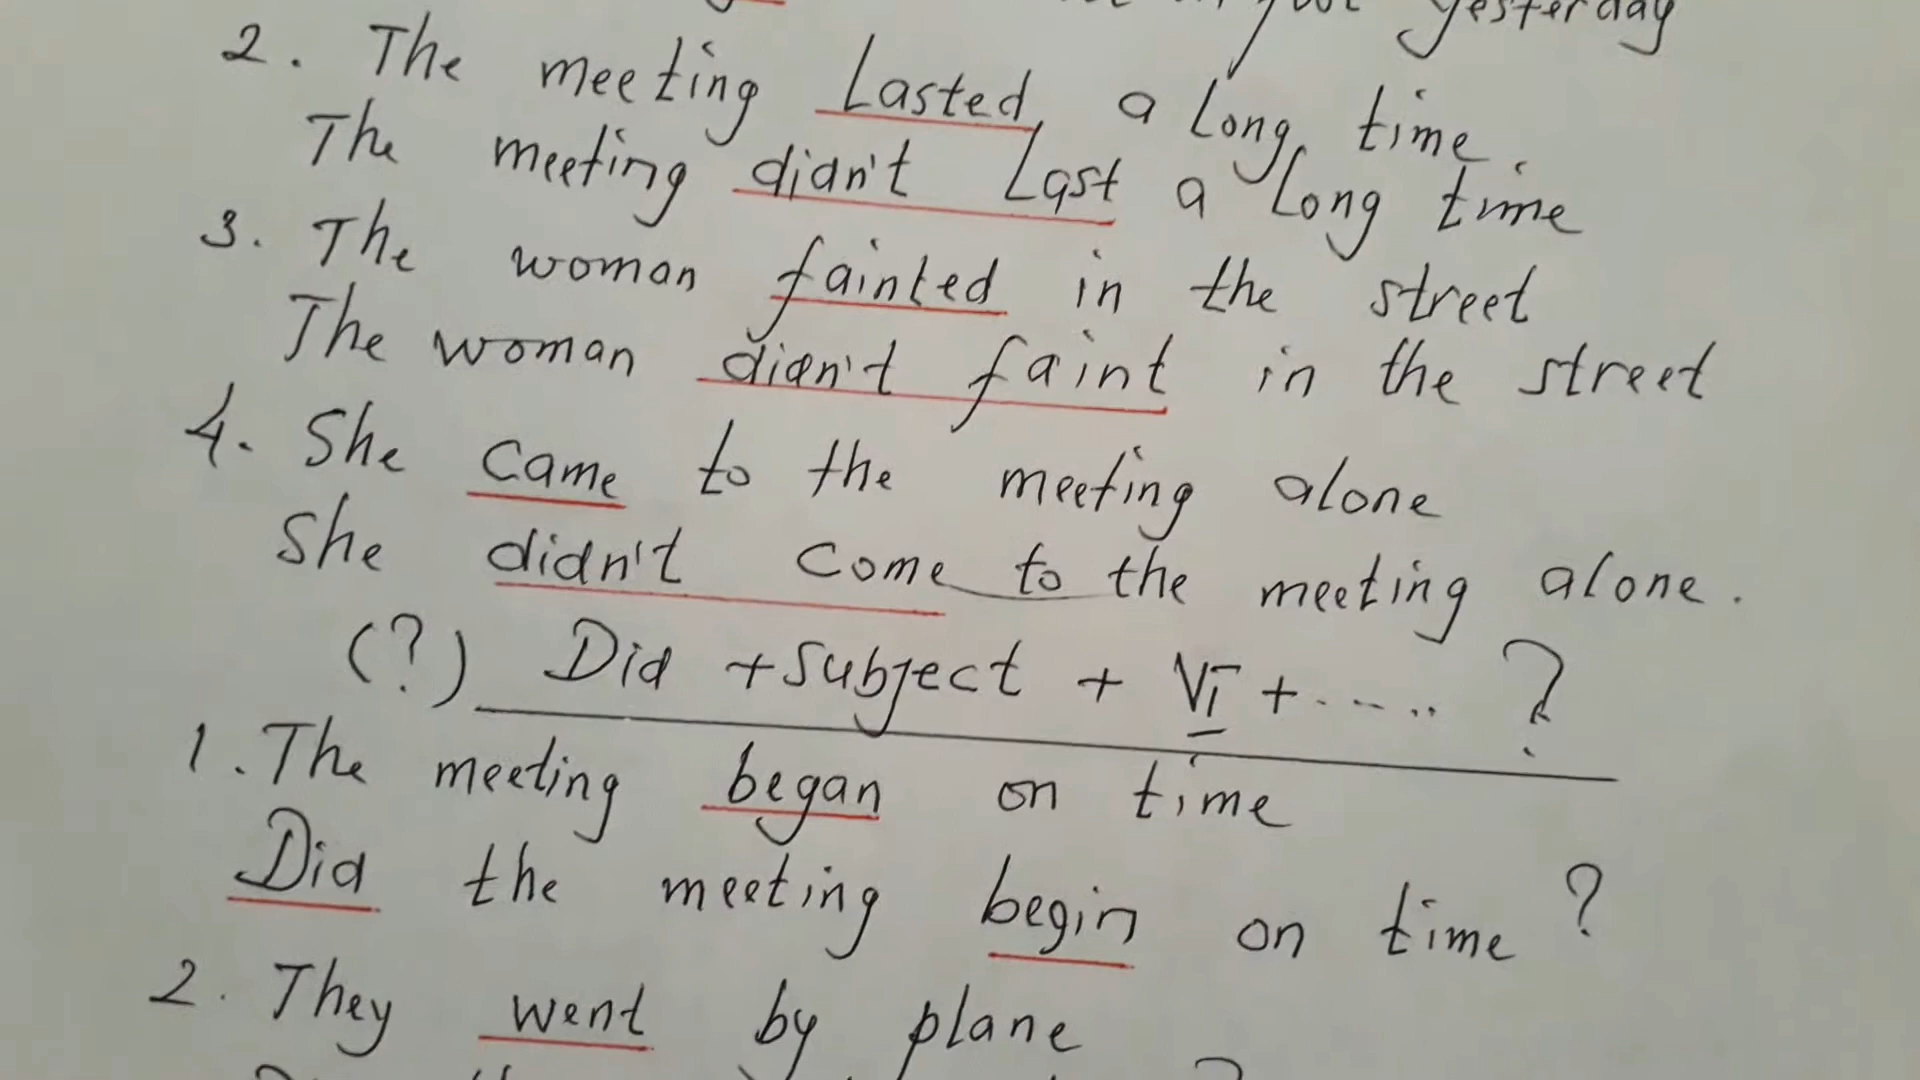 yesterday
2. The meeting Lasted a long time.
The meeting didn't Last a long time
3. The woman fainted in the street
The woman didn't faint in the street
4. She came to the meeting alone
She didn't come to the meeting alone.
(?) Did + Subject + VI + ..... ?
1. The meeting began on time
Did the meeting begin on time ?
2. They went by plane